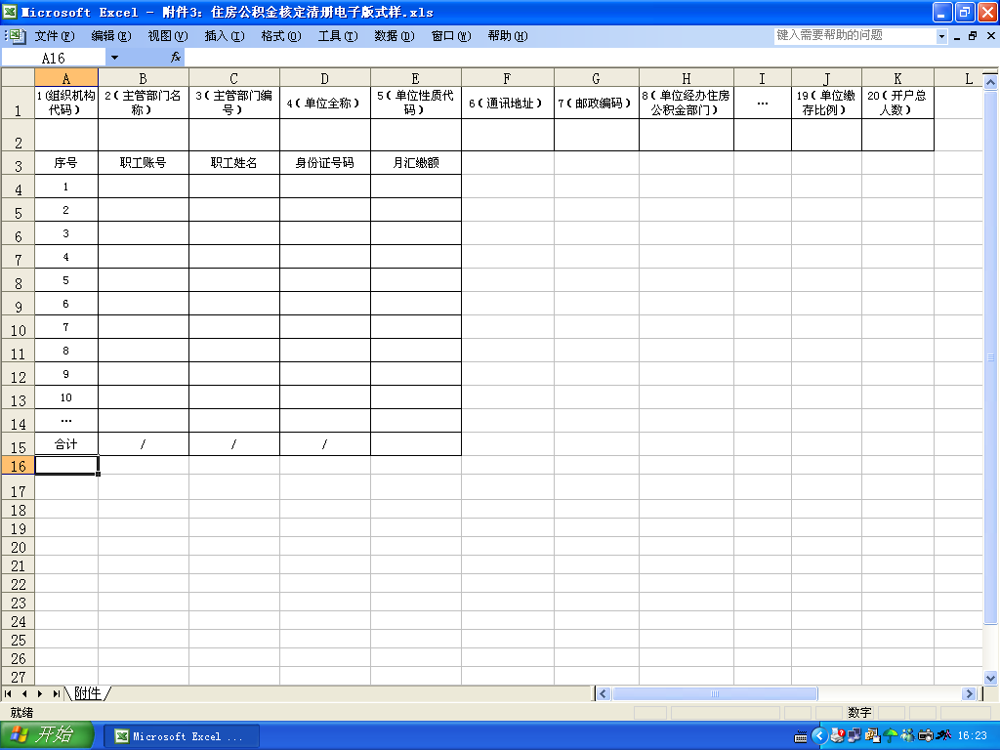 Microsoft Excel - 附件3：住房公积金核定清册电子版式样.xls
文件(F) 编辑(E) 视图(V) 插入(I) 格式(O) 工具(T) 数据(D) 窗口(W) 帮助(H) 键入需要帮助的问题
A16 fx
A B C D E F G H I J K L
1 1(组织机构 2(主管部门名 3(主管部门编 4(单位全称) 5(单位性质代 6(通讯地址) 7(邮政编码) 8(单位经办住房 … 19(单位缴 20(开户总
代码) 称) 号) 码) 公积金部门) 存比例) 人数)
2
3 序号 职工账号 职工姓名 身份证号码 月汇缴额
4 1
5 2
6 3
7 4
8 5
9 6
10 7
11 8
12 9
13 10
14 …
15 合计 / / /
16
17
18
19
20
21
22
23
24
25
26
27
附件
就绪 数字
开始 Microsoft Excel ... 16:23